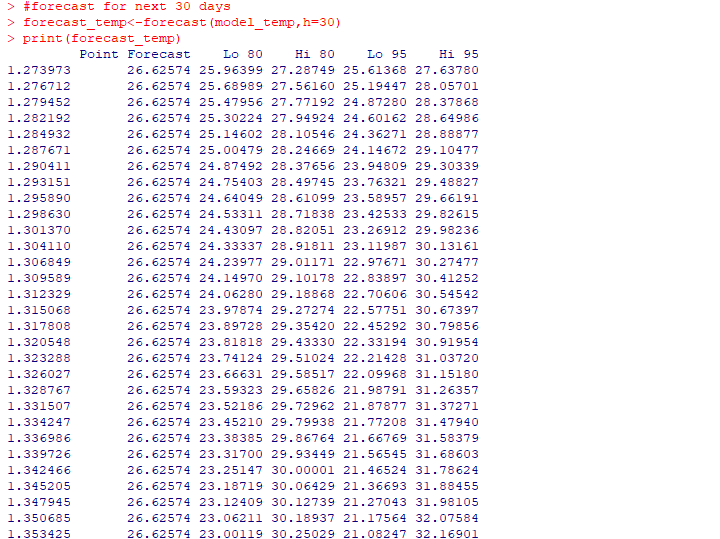 > #forecast for next 30 days
> forecast_temp<-forecast(model_temp,h=30)
> print(forecast_temp)
         Point Forecast    Lo 80    Hi 80    Lo 95    Hi 95
1.273973       26.62574 25.96399 27.28749 25.61368 27.63780
1.276712       26.62574 25.68989 27.56160 25.19447 28.05701
1.279452       26.62574 25.47956 27.77192 24.87280 28.37868
1.282192       26.62574 25.30224 27.94924 24.60162 28.64986
1.284932       26.62574 25.14602 28.10546 24.36271 28.88877
1.287671       26.62574 25.00479 28.24669 24.14672 29.10477
1.290411       26.62574 24.87492 28.37656 23.94809 29.30339
1.293151       26.62574 24.75403 28.49745 23.76321 29.48827
1.295890       26.62574 24.64049 28.61099 23.58957 29.66191
1.298630       26.62574 24.53311 28.71838 23.42533 29.82615
1.301370       26.62574 24.43097 28.82051 23.26912 29.98236
1.304110       26.62574 24.33337 28.91811 23.11987 30.13161
1.306849       26.62574 24.23977 29.01171 22.97671 30.27477
1.309589       26.62574 24.14970 29.10178 22.83897 30.41252
1.312329       26.62574 24.06280 29.18868 22.70606 30.54542
1.315068       26.62574 23.97874 29.27274 22.57751 30.67397
1.317808       26.62574 23.89728 29.35420 22.45292 30.79856
1.320548       26.62574 23.81818 29.43330 22.33194 30.91954
1.323288       26.62574 23.74124 29.51024 22.21428 31.03720
1.326027       26.62574 23.66631 29.58517 22.09968 31.15180
1.328767       26.62574 23.59323 29.65826 21.98791 31.26357
1.331507       26.62574 23.52186 29.72962 21.87877 31.37271
1.334247       26.62574 23.45210 29.79938 21.77208 31.47940
1.336986       26.62574 23.38385 29.86764 21.66769 31.58379
1.339726       26.62574 23.31700 29.93449 21.56545 31.68603
1.342466       26.62574 23.25147 30.00001 21.46524 31.78624
1.345205       26.62574 23.18719 30.06429 21.36693 31.88455
1.347945       26.62574 23.12409 30.12739 21.27043 31.98105
1.350685       26.62574 23.06211 30.18937 21.17564 32.07584
1.353425       26.62574 23.00119 30.25029 21.08247 32.16901